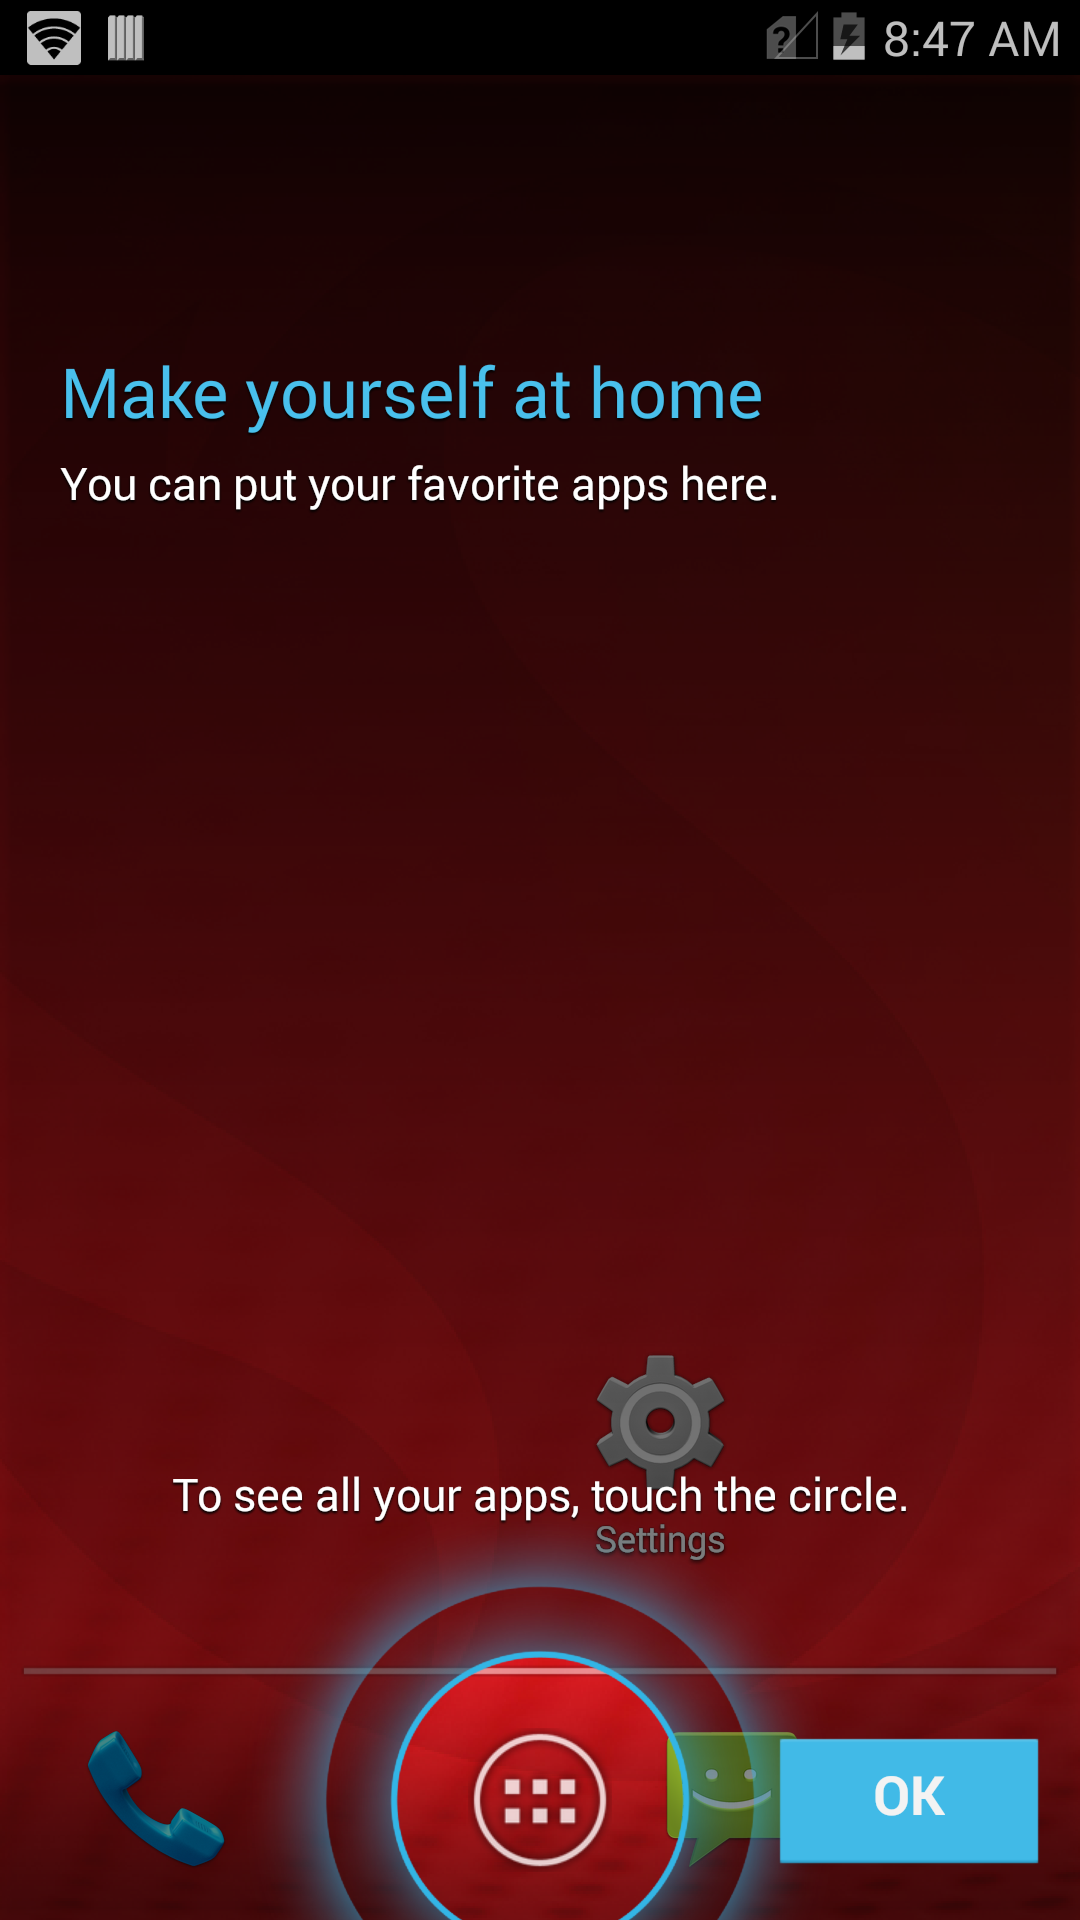 8:47 AM
Make yourself at home
You can put your favorite apps here.
To see all your apps, touch the circle.
Settings
OK